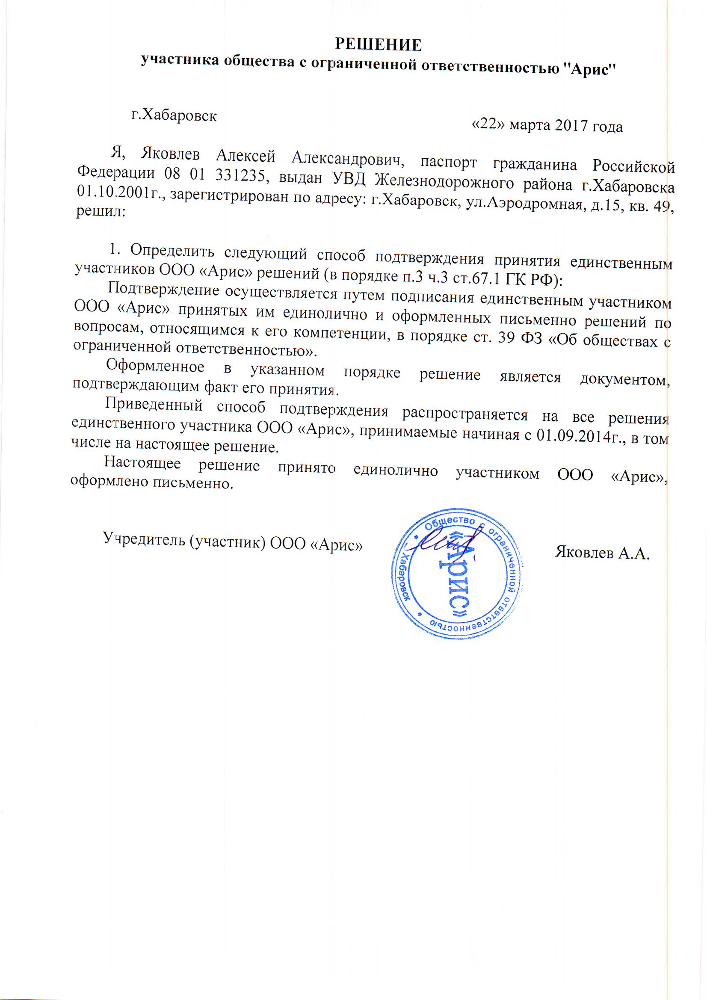 РЕШЕНИЕ
участника общества с ограниченной ответственностью "Арис"
г.Хабаровск
«22» марта 2017 года
Я, Яковлев Алексей Александрович, паспорт гражданина Российской
Федерации 08 01 331235, выдан УВД Железнодорожного района г.Хабаровска
01.10.2001г., зарегистрирован по адресу: г.Хабаровск, ул.Аэродромная, д.15, кв. 49,
решил:
1. Определить следующий способ подтверждения принятия единственным
участников ООО «Арис» решений (в порядке п.3 ч.3 ст.67.1 ГК РФ):
Подтверждение осуществляется путем подписания единственным участником
ООО «Арис» принятых им единолично и оформленных письменно решений по
вопросам, относящимся к его компетенции, в порядке ст. 39 ФЗ «Об обществах с
ограниченной ответственностью».
Оформленное в указанном порядке решение является документом,
подтверждающим факт его принятия.
Приведенный способ подтверждения распространяется на все решения
единственного участника ООО «Арис», принимаемые начиная с 01.09.2014г., в том
числе на настоящее решение.
Настоящее решение принято единолично участником ООО «Арис»,
оформлено письменно.
Учредитель (участник) ООО «Арис»
Яковлев А.А.
* Общество с ограниченной ответственностью *
Хабаровск
«Арис»